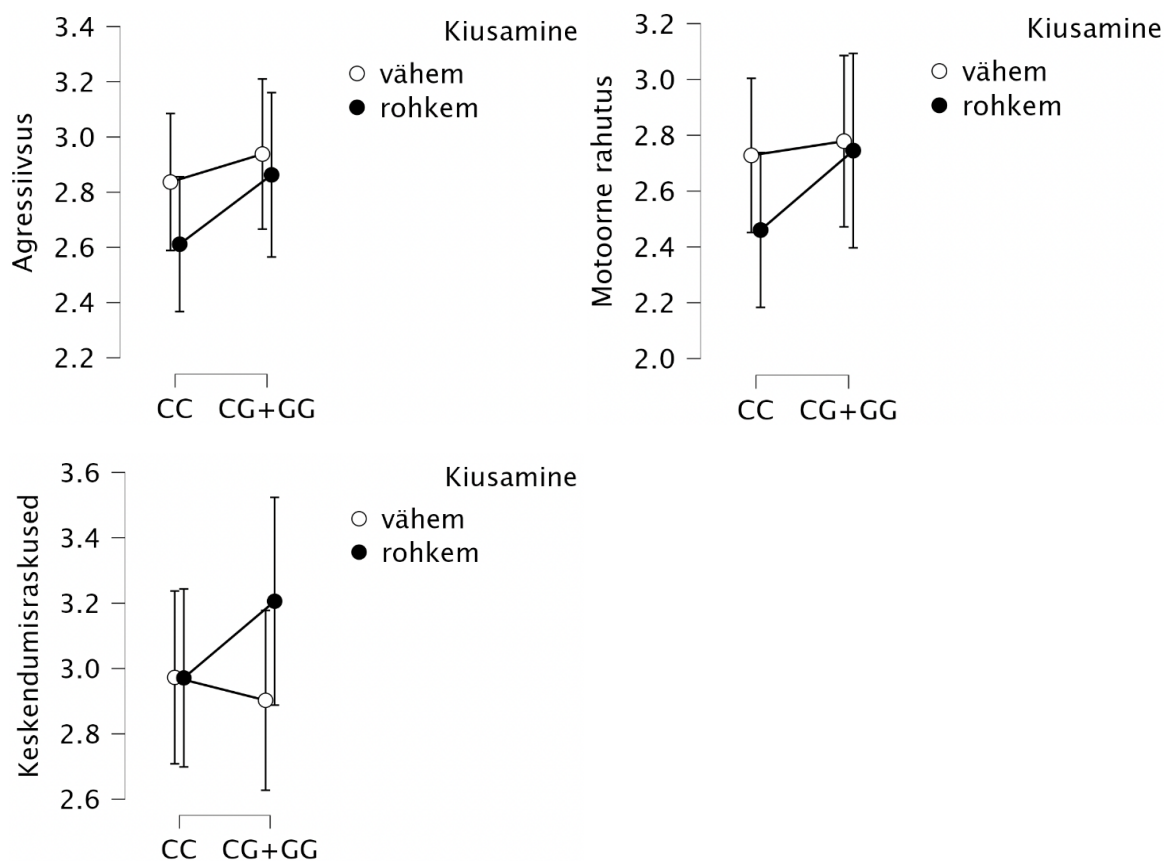 Kiusamine
vähem
rohkem
Agressiivsus
3.4
3.2
3.0
2.8
2.6
2.4
2.2
CC CG+GG
Kiusamine
vähem
rohkem
Motoorne rahutus
3.2
3.0
2.8
2.6
2.4
2.2
2.0
CC CG+GG
Kiusamine
vähem
rohkem
Keskendumisraskused
3.6
3.4
3.2
3.0
2.8
2.6
CC CG+GG